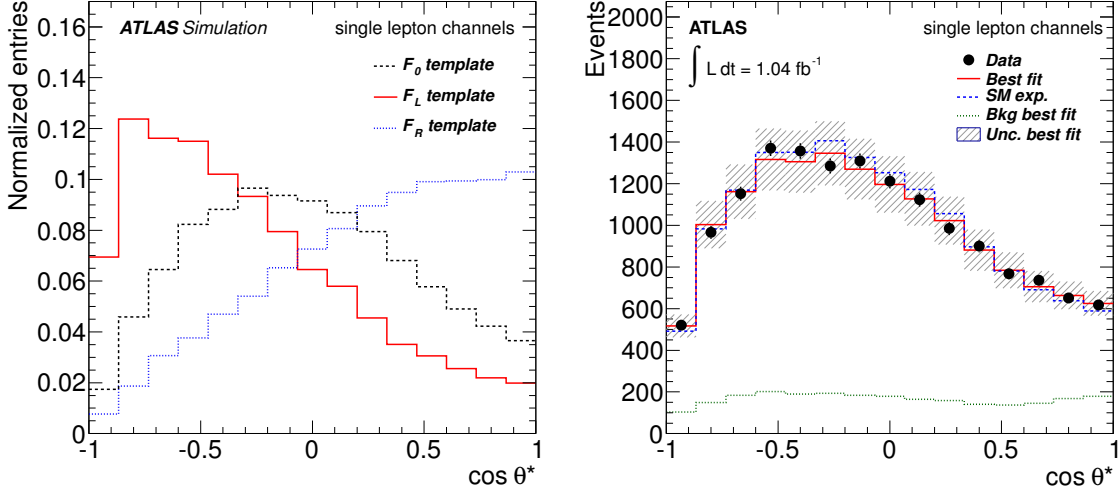 ATLAS Simulation
single lepton channels
F0 template
FL template
FR template
Normalized entries
0.16
0.14
0.12
0.1
0.08
0.06
0.04
0.02
0
-1
-0.5
0
0.5
1
cos θ*
ATLAS
single lepton channels
∫ L dt = 1.04 fb⁻¹
Data
Best fit
SM exp.
Bkg best fit
Unc. best fit
Events
2000
1800
1600
1400
1200
1000
800
600
400
200
0
-1
-0.5
0
0.5
1
cos θ*